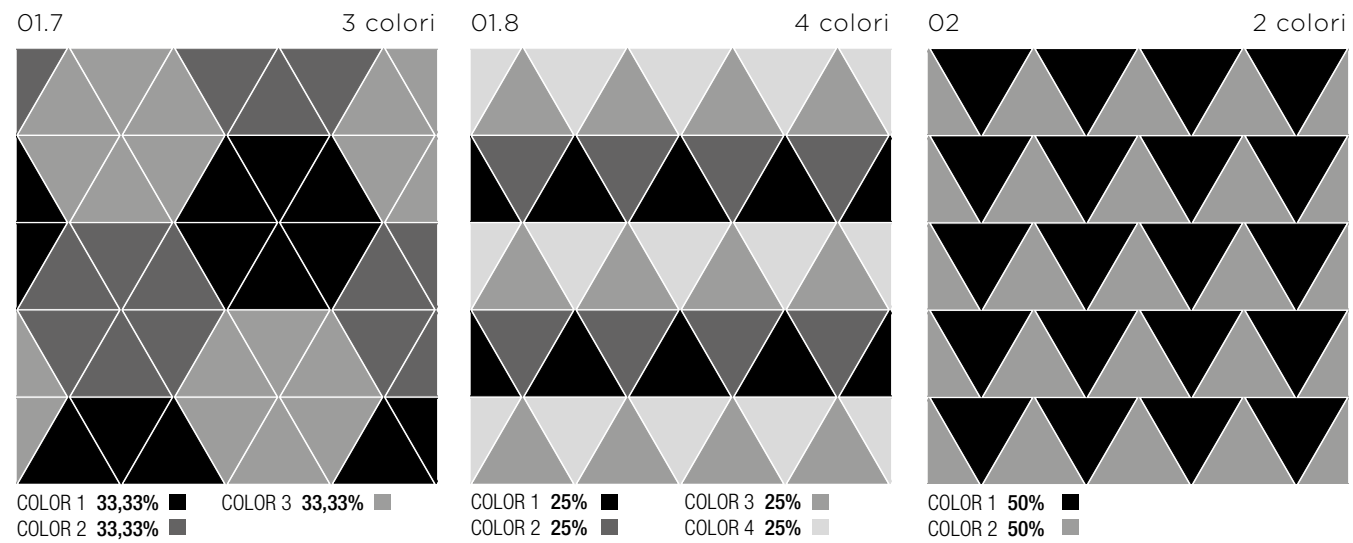 01.7 3 colori
COLOR 1 33,33% COLOR 3 33,33%
COLOR 2 33,33%
01.8 4 colori
COLOR 1 25% COLOR 3 25%
COLOR 2 25% COLOR 4 25%
02 2 colori
COLOR 1 50%
COLOR 2 50%